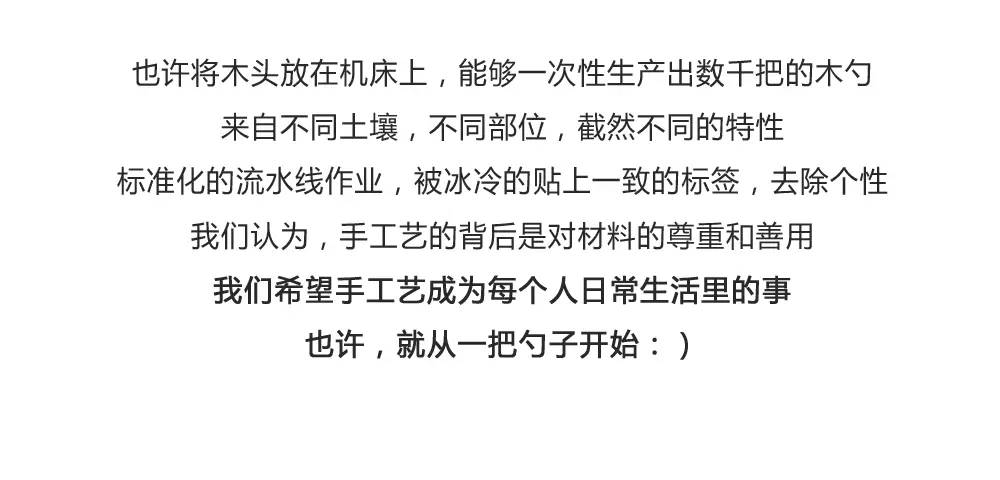 也许将木头放在机床上，能够一次性生产出数千把的木勺
来自不同土壤，不同部位，截然不同的特性
标准化的流水线作业，被冰冷的贴上一致的标签，去除个性
我们认为，手工艺的背后是对材料的尊重和善用
我们希望手工艺成为每个人日常生活里的事
也许，就从一把勺子开始：）